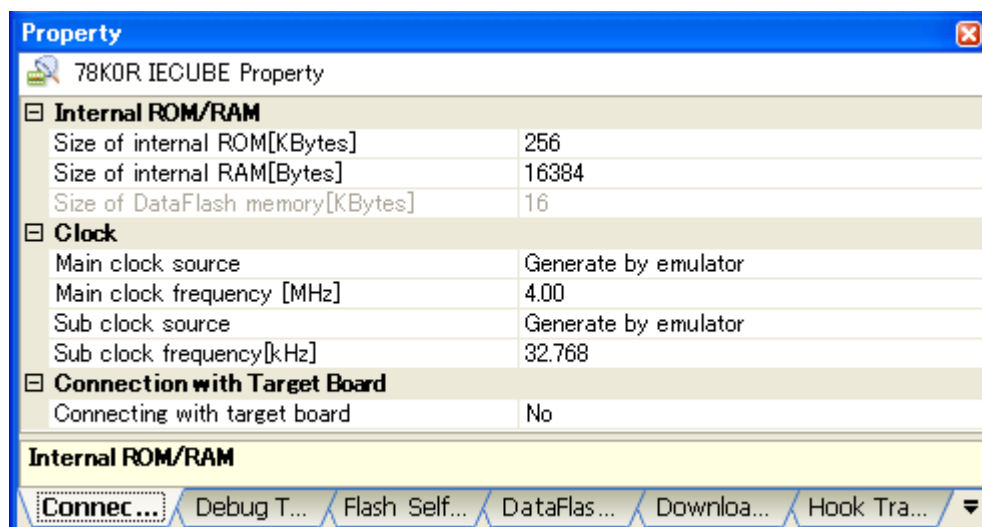 Property
78K0R IECUBE Property
Internal ROM/RAM
Size of internal ROM[KBytes] 256
Size of internal RAM[Bytes] 16384
Size of DataFlash memory[KBytes] 16
Clock
Main clock source Generate by emulator
Main clock frequency [MHz] 4.00
Sub clock source Generate by emulator
Sub clock frequency[kHz] 32.768
Connection with Target Board
Connecting with target board No
Internal ROM/RAM
Connec... Debug T... Flash Self... DataFlas... Downloa... Hook Tra...